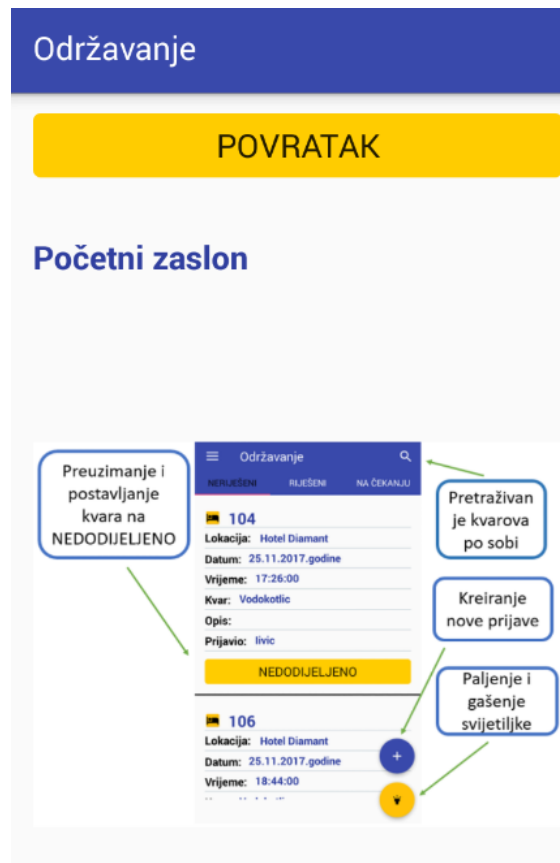 Održavanje
POVRATAK
Početni zaslon
Preuzimanje i
postavljanje
kvara na
NEDODIJELJENO
Održavanje
NERIJEŠENI RIJEŠENI NA ČEKANJU
104
Lokacija: Hotel Diamant
Datum: 25.11.2017.godine
Vrijeme: 17:26:00
Kvar: Vodokotlic
Opis:
Prijavio: livic
NEDODIJELJENO
106
Lokacija: Hotel Diamant
Datum: 25.11.2017.godine
Vrijeme: 18:44:00
Pretraživan
je kvarova
po sobi
Kreiranje
nove prijave
+
Paljenje i
gašenje
svijetiljke